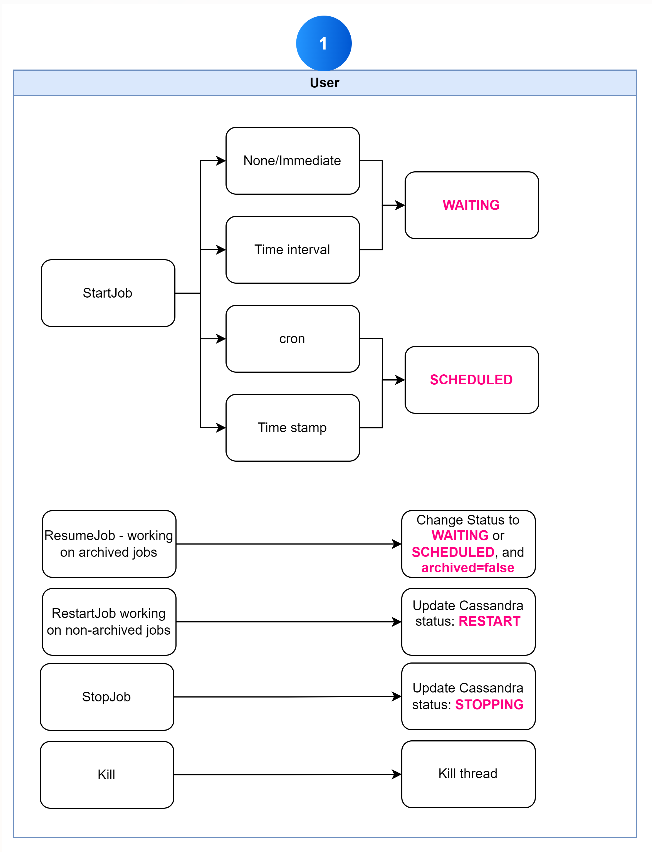 1
User
None/Immediate
WAITING
Time interval
StartJob
cron
SCHEDULED
Time stamp
ResumeJob - working
on archived jobs
Change Status to
WAITING or
SCHEDULED, and
archived=false
RestartJob working
on non-archived jobs
Update Cassandra
status: RESTART
StopJob
Update Cassandra
status: STOPPING
Kill
Kill thread